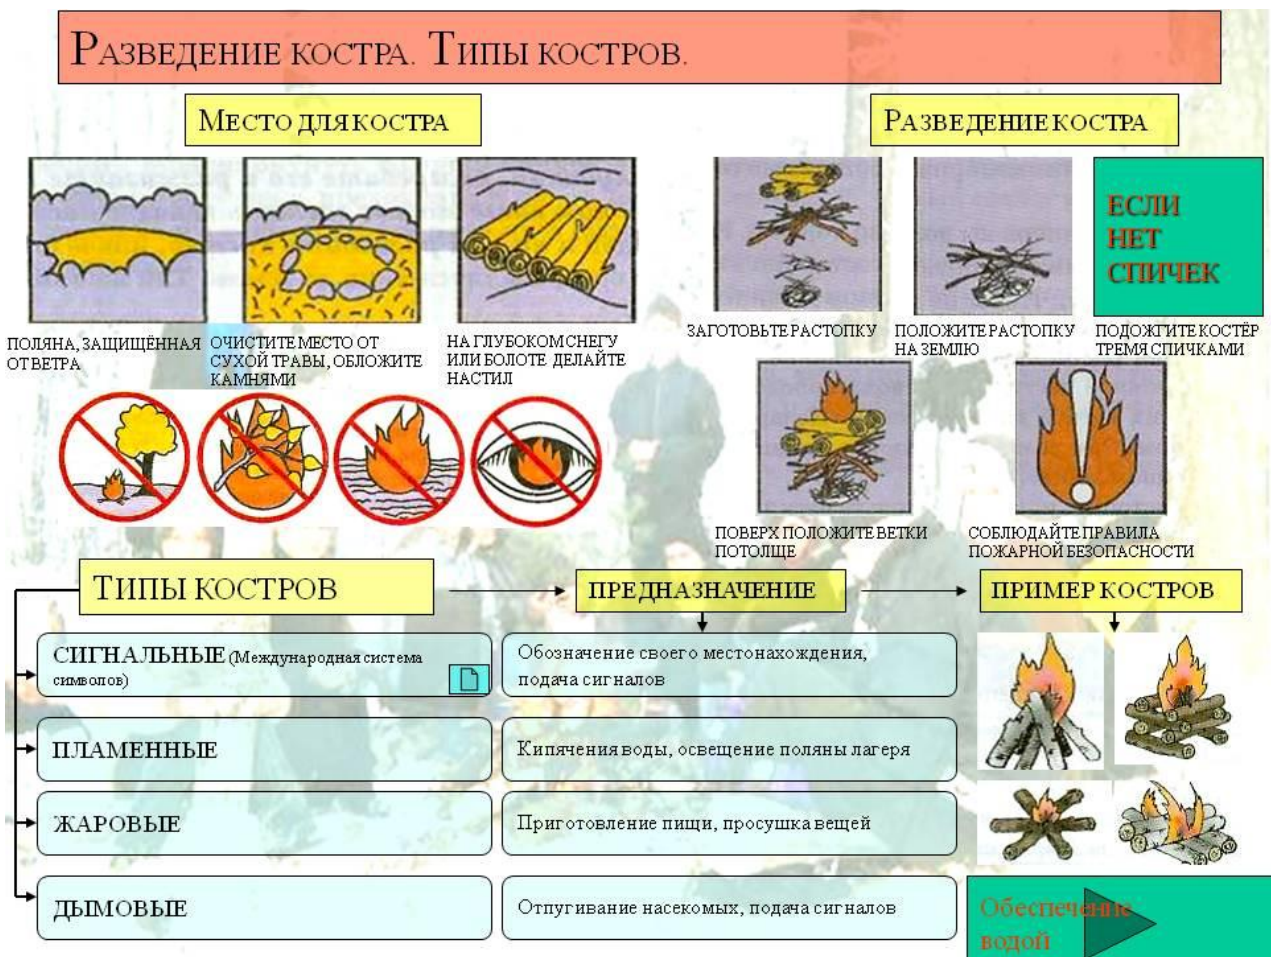 РАЗВЕДЕНИЕ КОСТРА. ТИПЫ КОСТРОВ.
МЕСТО ДЛЯ КОСТРА
ПОЛЯНА, ЗАЩИЩЁННАЯ
ОТ ВЕТРА
ОЧИСТИТЕ МЕСТО ОТ
СУХОЙ ТРАВЫ, ОБЛОЖИТЕ
КАМНЯМИ
НА ГЛУБОКОМ СНЕГУ
ИЛИ БОЛОТЕ ДЕЛАЙТЕ
НАСТИЛ
РАЗВЕДЕНИЕ КОСТРА
ЕСЛИ
НЕТ
СПИЧЕК
ЗАГОТОВЬТЕ РАСТОПКУ
ПОЛОЖИТЕ РАСТОПКУ
НА ЗЕМЛЮ
ПОДОЖГИТЕ КОСТЁР
ТРЕМЯ СПИЧКАМИ
ПОВЕРХ ПОЛОЖИТЕ ВЕТКИ
ПОТОЛЩЕ
СОБЛЮДАЙТЕ ПРАВИЛА
ПОЖАРНОЙ БЕЗОПАСНОСТИ
ТИПЫ КОСТРОВ
ПРЕДНАЗНАЧЕНИЕ
ПРИМЕР КОСТРОВ
СИГНАЛЬНЫЕ (Международная система
символов)
Обозначение своего местонахождения,
подача сигналов
ПЛАМЕННЫЕ
Кипячения воды, освещение поляны лагеря
ЖАРОВЫЕ
Приготовление пищи, просушка вещей
ДЫМОВЫЕ
Отпугивание насекомых, подача сигналов
Обеспечение
водой